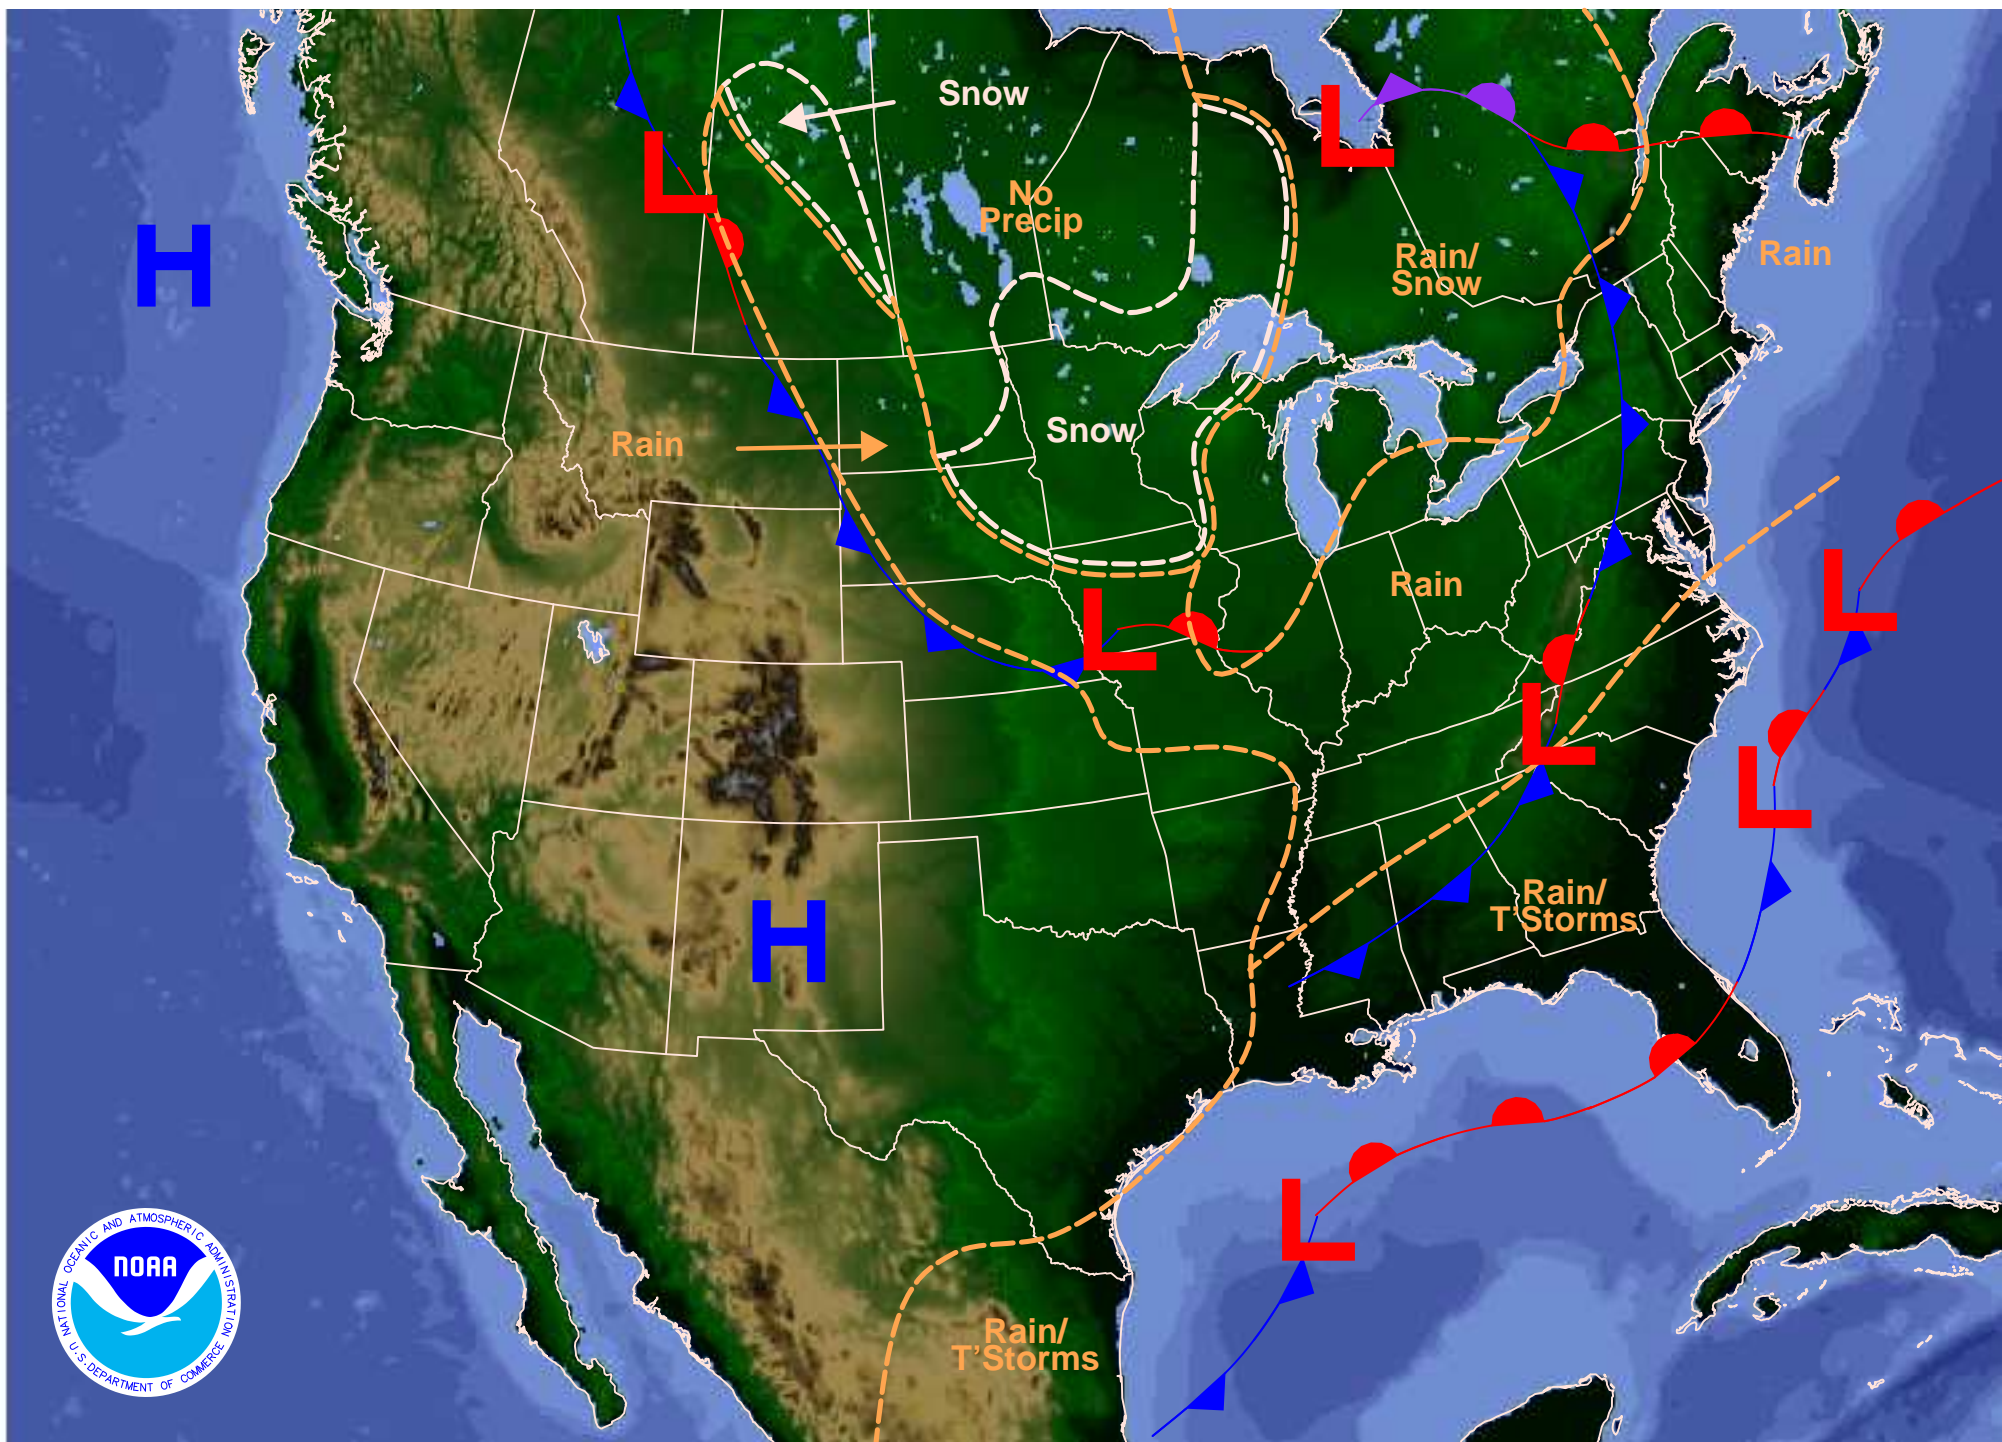 Snow
L
L
No
Precip
H
Rain/
Snow
Rain
Rain
Snow
L
Rain
L
L
L
H
Rain/
T'Storms
L
Rain/
T'Storms
NATIONAL OCEANIC AND ATMOSPHERIC ADMINISTRATION
NOAA
U.S. DEPARTMENT OF COMMERCE